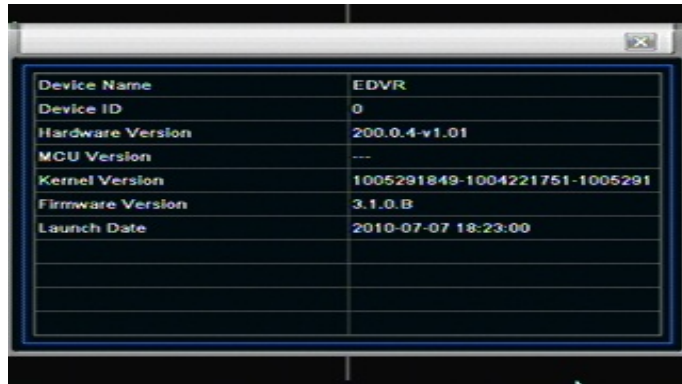 Device Name EDVR
Device ID 0
Hardware Version 200.0.4-v1.01
MCU Version ---
Kernel Version 1005291849-1004221751-1005291
Firmware Version 3.1.0.B
Launch Date 2010-07-07 18:23:00